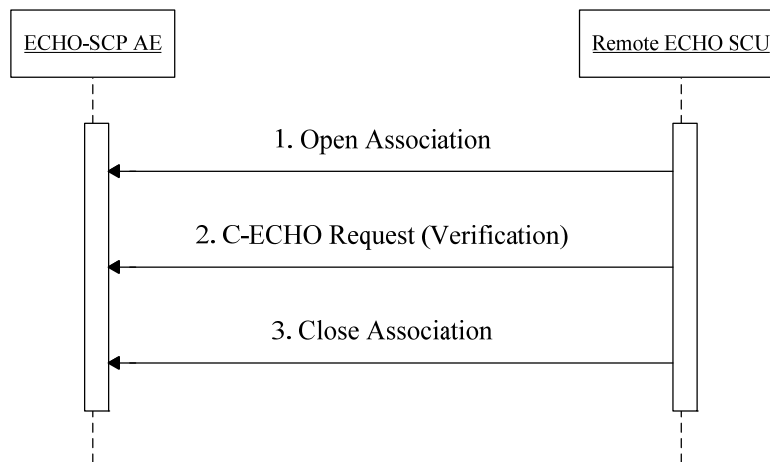 ECHO-SCP AE
Remote ECHO SCU
1. Open Association
2. C-ECHO Request (Verification)
3. Close Association